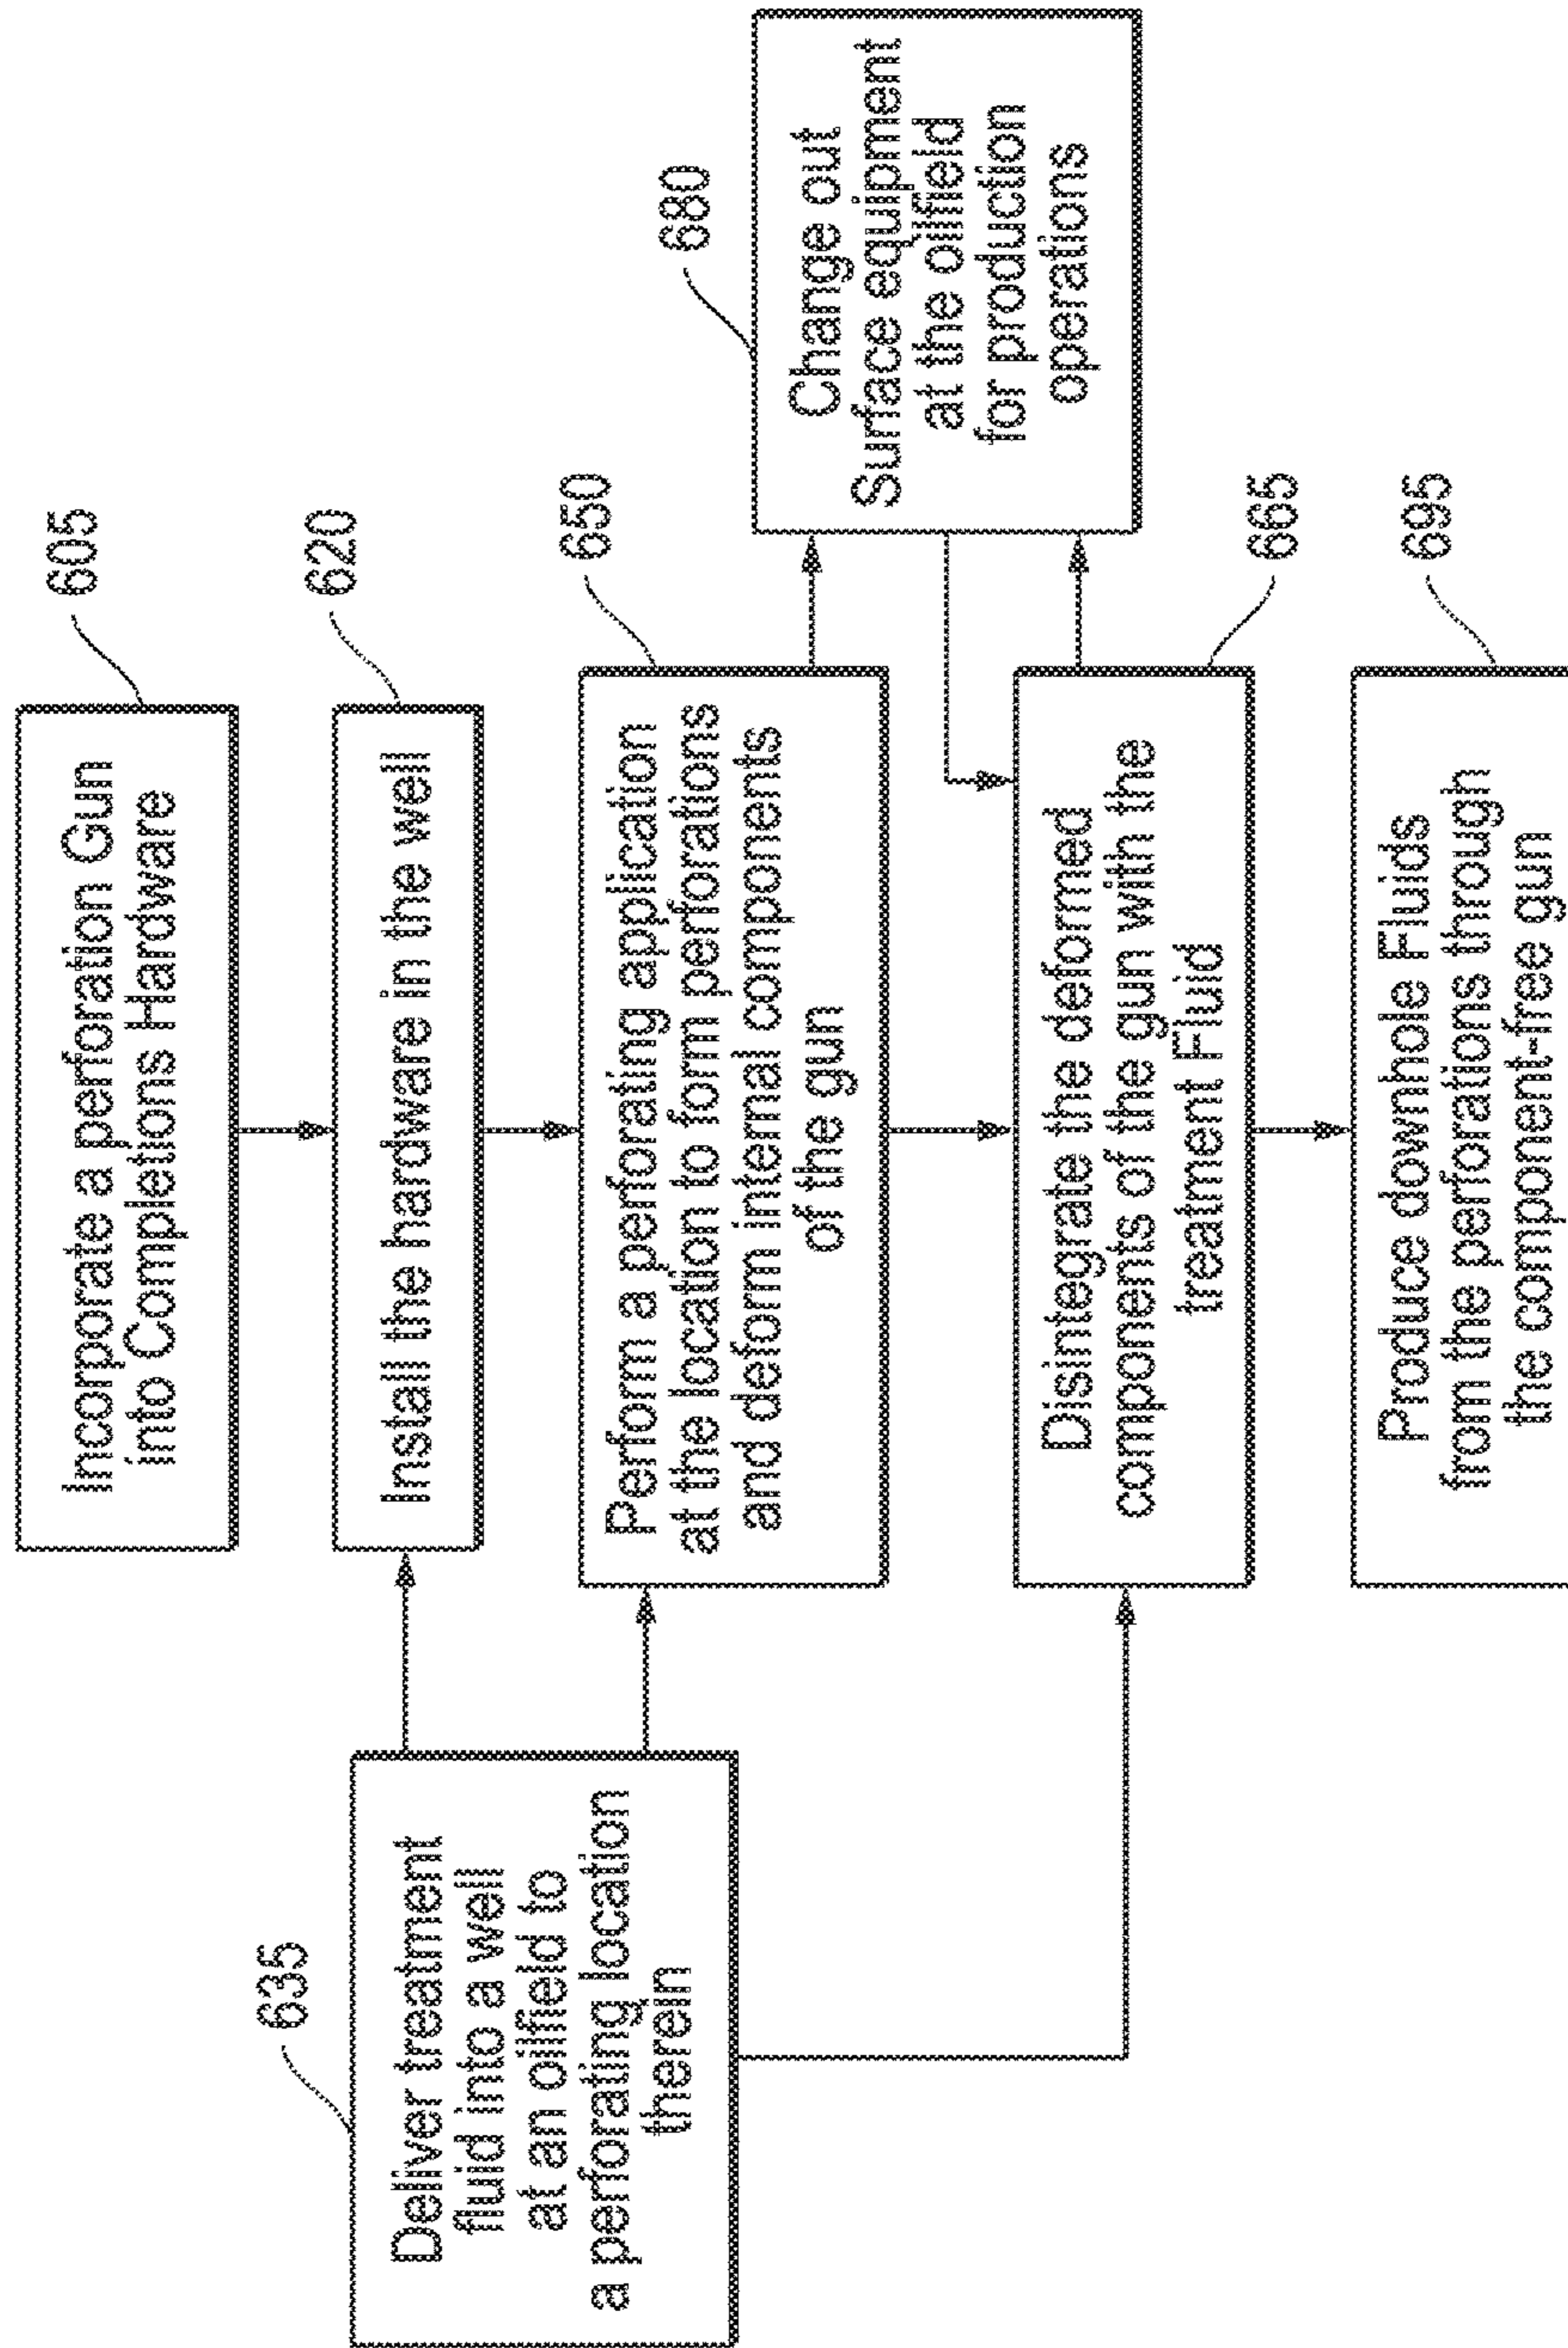 605
Incorporate a perforation Gun
into Completions Hardware
620
Install the hardware in the well
635
Deliver treatment
fluid into a well
at an oilfield to
a perforating location
therein
650
Perform a perforating application
at the location to form perforations
and deform internal components
of the gun
680
Change out
Surface equipment
at the oilfield
for production
operations
665
Disintegrate the deformed
components of the gun with the
treatment Fluid
695
Produce downhole Fluids
from the perforations through
the component-free gun